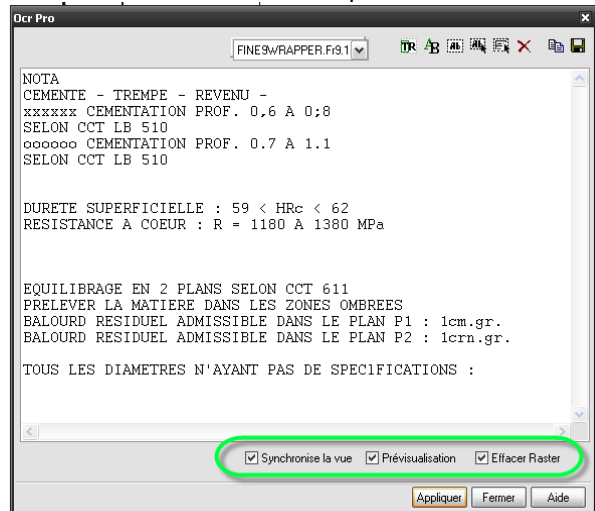 Ocr Pro
FINE9WRAPPER.Fr9.1
NOTA
CEMENTE - TREMPE - REVENU -
xxxxxx CEMENTATION PROF. 0,6 A 0;8
SELON CCT LB 510
oooooo CEMENTATION PROF. 0.7 A 1.1
SELON CCT LB 510
DURETE SUPERFICIELLE : 59 < HRc < 62
RESISTANCE A COEUR : R = 1180 A 1380 MPa
EQUILIBRAGE EN 2 PLANS SELON CCT 611
PRELEVER LA MATIERE DANS LES ZONES OMBREES
BALOURD RESIDUEL ADMISSIBLE DANS LE PLAN P1 : 1cm.gr.
BALOURD RESIDUEL ADMISSIBLE DANS LE PLAN P2 : 1crn.gr.
TOUS LES DIAMETRES N'AYANT PAS DE SPEC1FICATIONS :
Synchronise la vue Prévisualisation Effacer Raster
Appliquer Fermer Aide